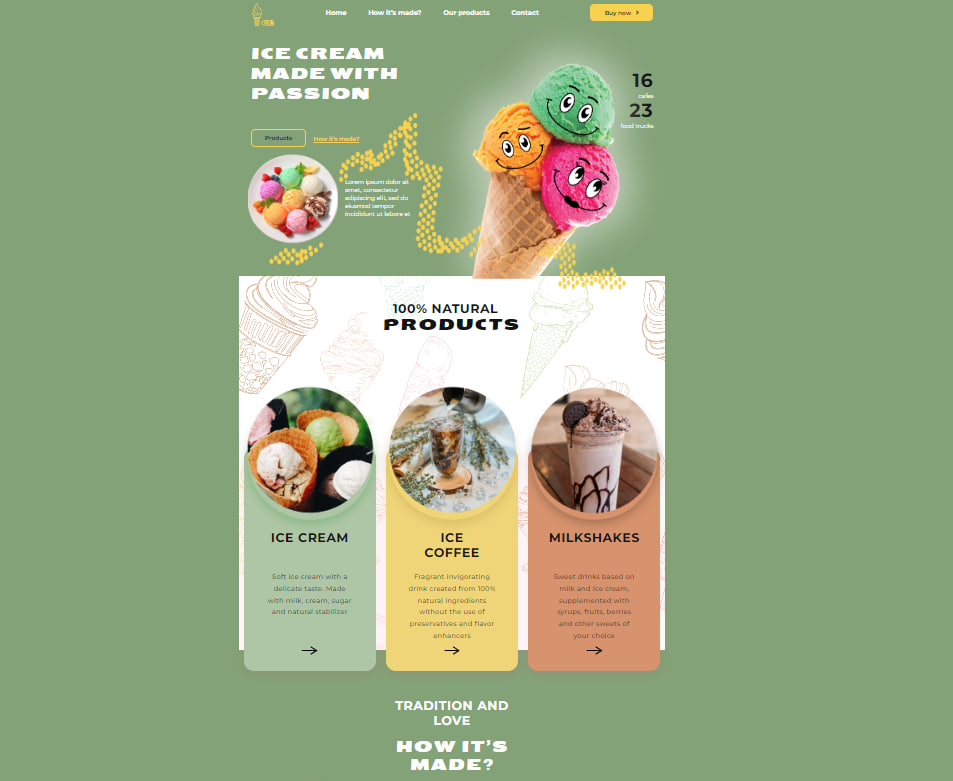 ICE
Home
How it's made?
Our products
Contact
Buy now
ICE CREAM
MADE WITH
PASSION
16
cafes
23
food trucks
Products
How it's made?
Lorem ipsum dolor sit
amet, consectetur
adipiscing elit, sed do
eiusmod tempor
incididunt ut labore et
100% NATURAL
PRODUCTS
ICE CREAM
Soft ice cream with a
delicate taste. Made
with milk, cream, sugar
and natural stabilizer
ICE
COFFEE
Fragrant invigorating
drink created from 100%
natural ingredients
without the use of
preservatives and flavor
enhancers
MILKSHAKES
Sweet drinks based on
milk and ice cream,
supplemented with
syrups, fruits, berries
and other sweets of
your choice
TRADITION AND
LOVE
HOW IT'S
MADE?